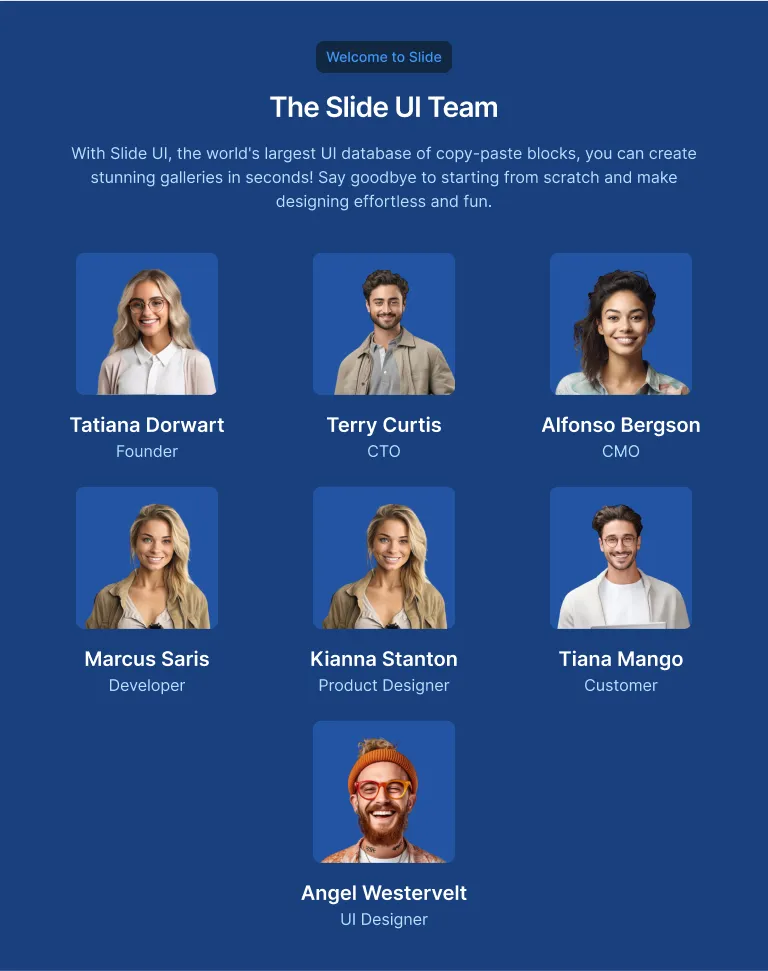 Welcome to Slide
The Slide UI Team
With Slide UI, the world's largest UI database of copy-paste blocks, you can create
stunning galleries in seconds! Say goodbye to starting from scratch and make
designing effortless and fun.
Tatiana Dorwart
Founder
Terry Curtis
CTO
Alfonso Bergson
CMO
Marcus Saris
Developer
Kianna Stanton
Product Designer
Tiana Mango
Customer
Angel Westervelt
UI Designer